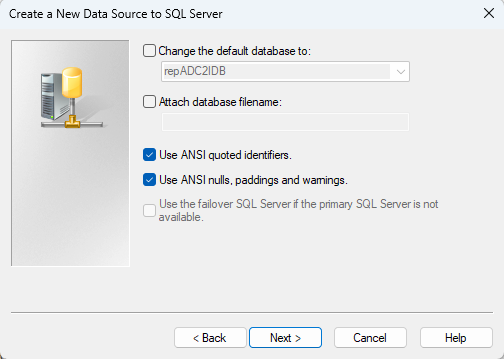 Create a New Data Source to SQL Server
Change the default database to:
repADC2IDB
Attach database filename:
Use ANSI quoted identifiers.
Use ANSI nulls, paddings and warnings.
Use the failover SQL Server if the primary SQL Server is not
available.
< Back
Next >
Cancel
Help